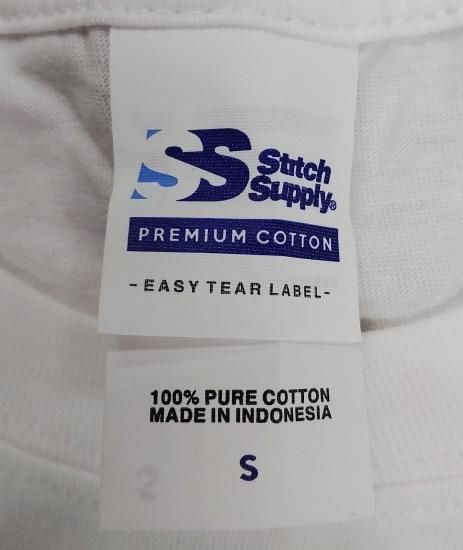 SS Stitch
Supply®
PREMIUM COTTON
-EASY TEAR LABEL-
100% PURE COTTON
MADE IN INDONESIA
S